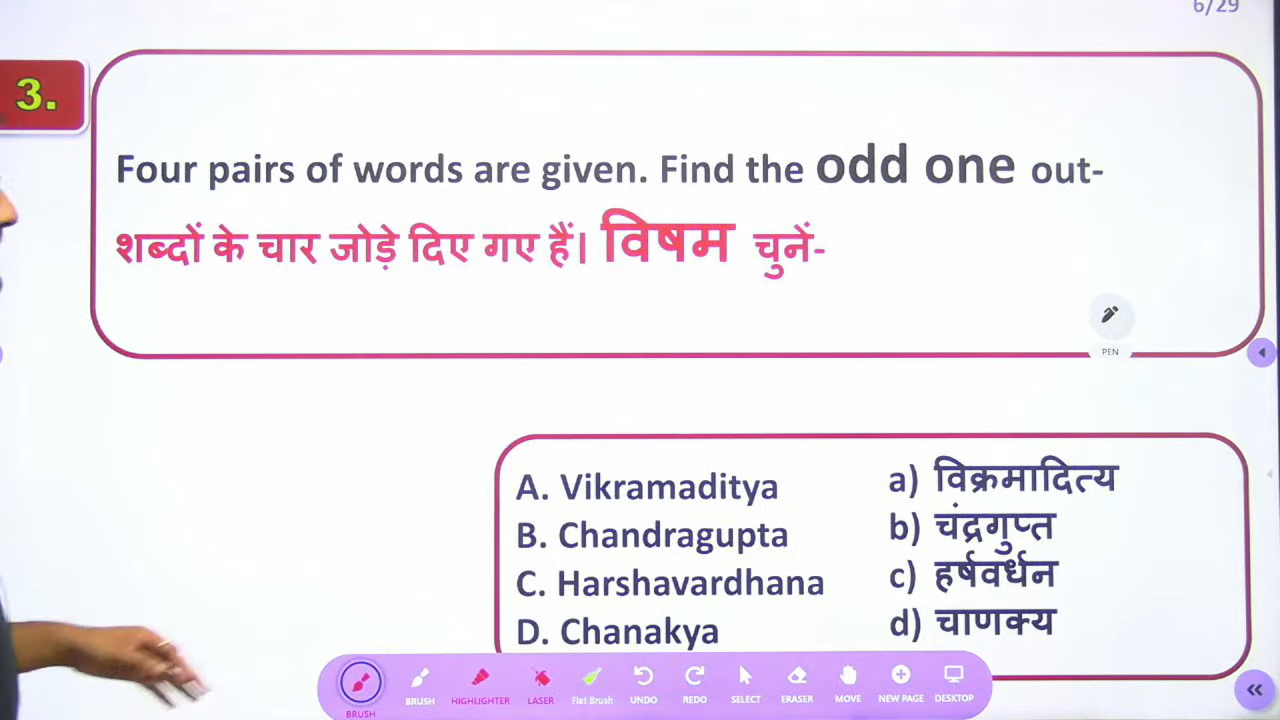 6/29
3.
Four pairs of words are given. Find the odd one out-
शब्दों के चार जोड़े दिए गए हैं। विषम चुनें-
PEN
A. Vikramaditya a) विक्रमादित्य
B. Chandragupta b) चंद्रगुप्त
C. Harshavardhana c) हर्षवर्धन
D. Chanakya d) चाणक्य
BRUSH BRUSH HIGHLIGHTER LASER Flat Brush UNDO REDO SELECT ERASER MOVE NEW PAGE DESKTOP